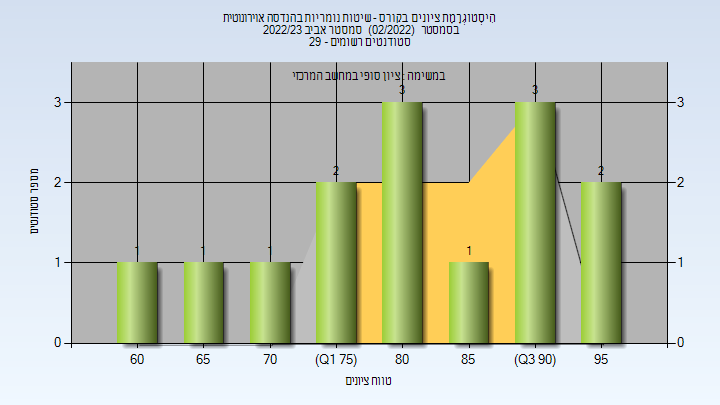 היסטוגרמת ציונים בקורס - שיטות נומריות בהנדסה אוירונוטית
בסמסטר (02/2022) סמסטר אביב 2022/23
סטודנטים רשומים - 29
במשימה : ציון סופי במחשב המרכזי
מספר סטודנטים
3
2
1
0
3
2
1
0
1
1
1
2
3
1
3
2
60
65
70
(Q1 75)
80
85
(Q3 90)
95
טווח ציונים